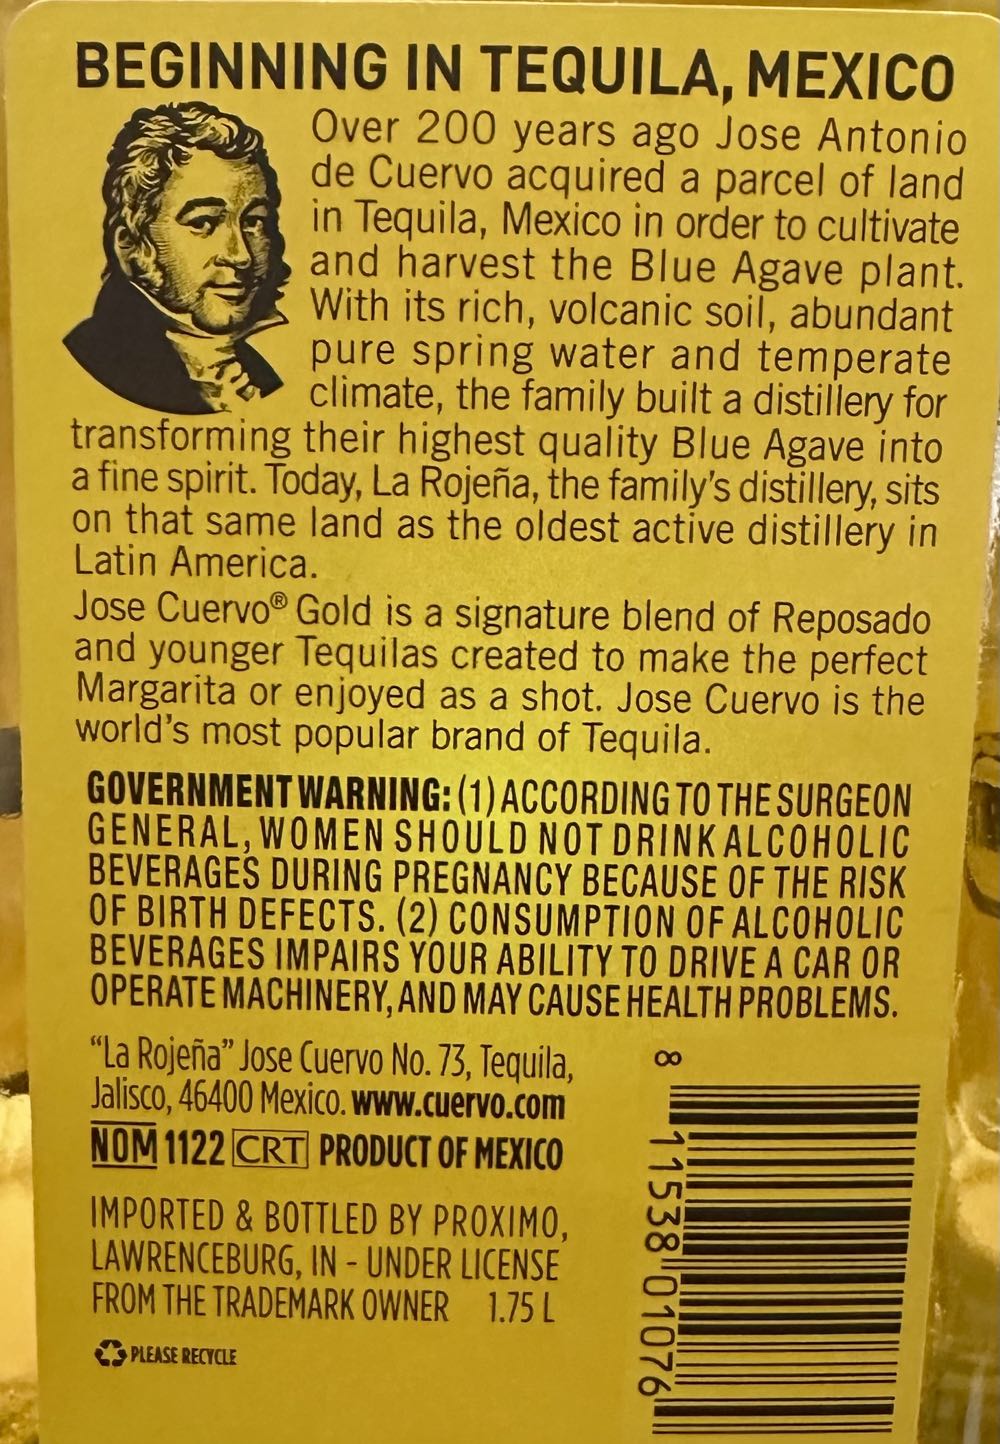 BEGINNING IN TEQUILA, MEXICO
Over 200 years ago Jose Antonio
de Cuervo acquired a parcel of land
in Tequila, Mexico in order to cultivate
and harvest the Blue Agave plant.
With its rich, volcanic soil, abundant
pure spring water and temperate
climate, the family built a distillery for
transforming their highest quality Blue Agave into
a fine spirit. Today, La Rojeña, the family's distillery, sits
on that same land as the oldest active distillery in
Latin America.
Jose Cuervo® Gold is a signature blend of Reposado
and younger Tequilas created to make the perfect
Margarita or enjoyed as a shot. Jose Cuervo is the
world's most popular brand of Tequila.
GOVERNMENT WARNING: (1) ACCORDING TO THE SURGEON
GENERAL, WOMEN SHOULD NOT DRINK ALCOHOLIC
BEVERAGES DURING PREGNANCY BECAUSE OF THE RISK
OF BIRTH DEFECTS. (2) CONSUMPTION OF ALCOHOLIC
BEVERAGES IMPAIRS YOUR ABILITY TO DRIVE A CAR OR
OPERATE MACHINERY, AND MAY CAUSE HEALTH PROBLEMS.
"La Rojeña" Jose Cuervo No. 73, Tequila,
Jalisco, 46400 Mexico. www.cuervo.com
NOM 1122 CRT PRODUCT OF MEXICO
IMPORTED & BOTTLED BY PROXIMO,
LAWRENCEBURG, IN - UNDER LICENSE
FROM THE TRADEMARK OWNER 1.75 L
PLEASE RECYCLE
8 11538 01076